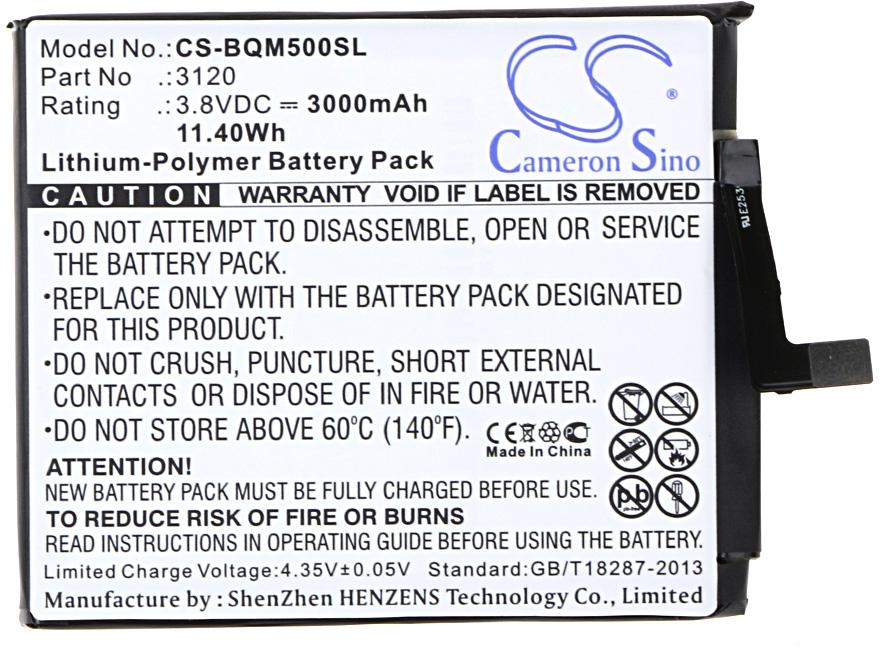 Model No.:CS-BQM500SL
Part No .:3120
Rating .:3.8VDC ⎓ 3000mAh
11.40Wh
Lithium-Polymer Battery Pack
CS
®
Cameron Sino
CAUTION WARRANTY VOID IF LABEL IS REMOVED
•DO NOT ATTEMPT TO DISASSEMBLE, OPEN OR SERVICE
THE BATTERY PACK.
•REPLACE ONLY WITH THE BATTERY PACK DESIGNATED
FOR THIS PRODUCT.
•DO NOT CRUSH, PUNCTURE, SHORT EXTERNAL
CONTACTS OR DISPOSE OF IN FIRE OR WATER.
•DO NOT STORE ABOVE 60°C (140°F).
CE
Made In China
ATTENTION!
NEW BATTERY PACK MUST BE FULLY CHARGED BEFORE USE.
TO REDUCE RISK OF FIRE OR BURNS
READ INSTRUCTIONS IN OPERATING GUIDE BEFORE USING THE BATTERY.
pb
pb-free
Limited Charge Voltage:4.35V±0.05V Standard:GB/T18287-2013
Manufacture by : ShenZhen HENZENS Technology Co., Limited
E253